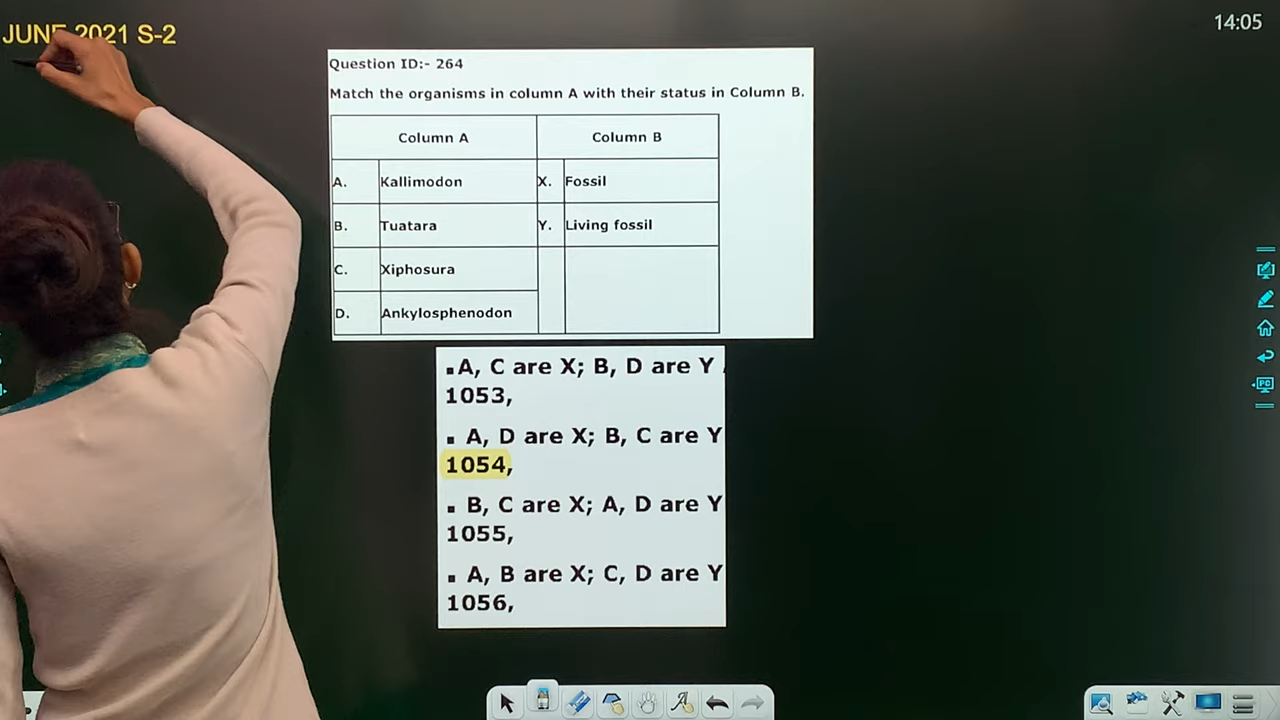 JUNE 2021 S-2
14:05
Question ID:- 264
Match the organisms in column A with their status in Column B.
Column A Column B
A. Kallimodon X. Fossil
B. Tuatara Y. Living fossil
C. Xiphosura
D. Ankylosphenodon
▪A, C are X; B, D are Y
1053,
▪ A, D are X; B, C are Y
1054,
▪ B, C are X; A, D are Y
1055,
▪ A, B are X; C, D are Y
1056,
PC